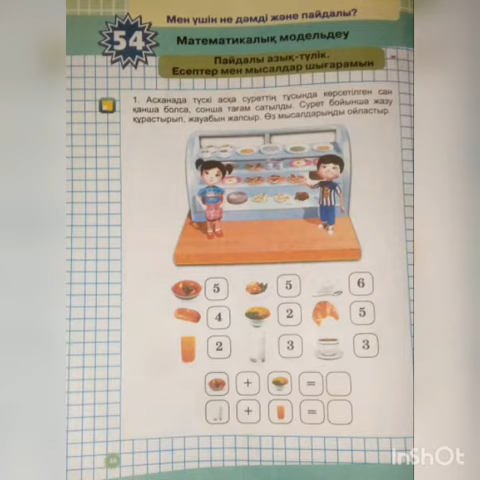 Мен үшін не дәмді және пайдалы?
54
Математикалық модельдеу
Пайдалы азық-түлік.
Есептер мен мысалдар шығарамын
1. Асханада түскі асқа суреттің тұсында көрсетілген сан
қанша болса, сонша тағам сатылды. Сурет бойынша жазу
құрастырып, жауабын жапсыр. Өз мысалдарыңды ойластыр.
5 5 6
4 2 5
2 3 3
+ =
+ =
InShOt